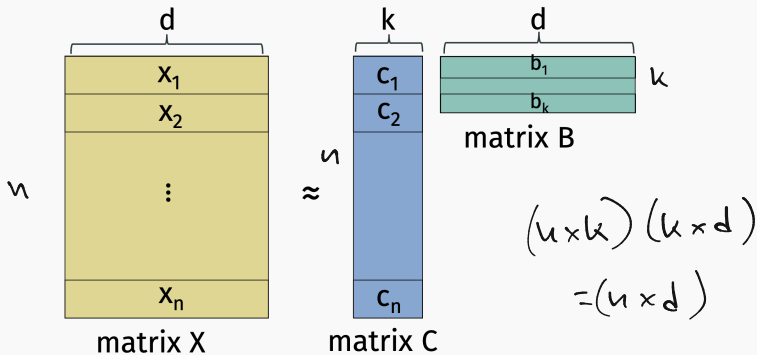 d
k
d
x1
x2
⋮
xn
n
matrix X
≈
n
c1
c2
cn
matrix C
b1
bk
k
matrix B
(n×k) (k×d)
=(n×d)